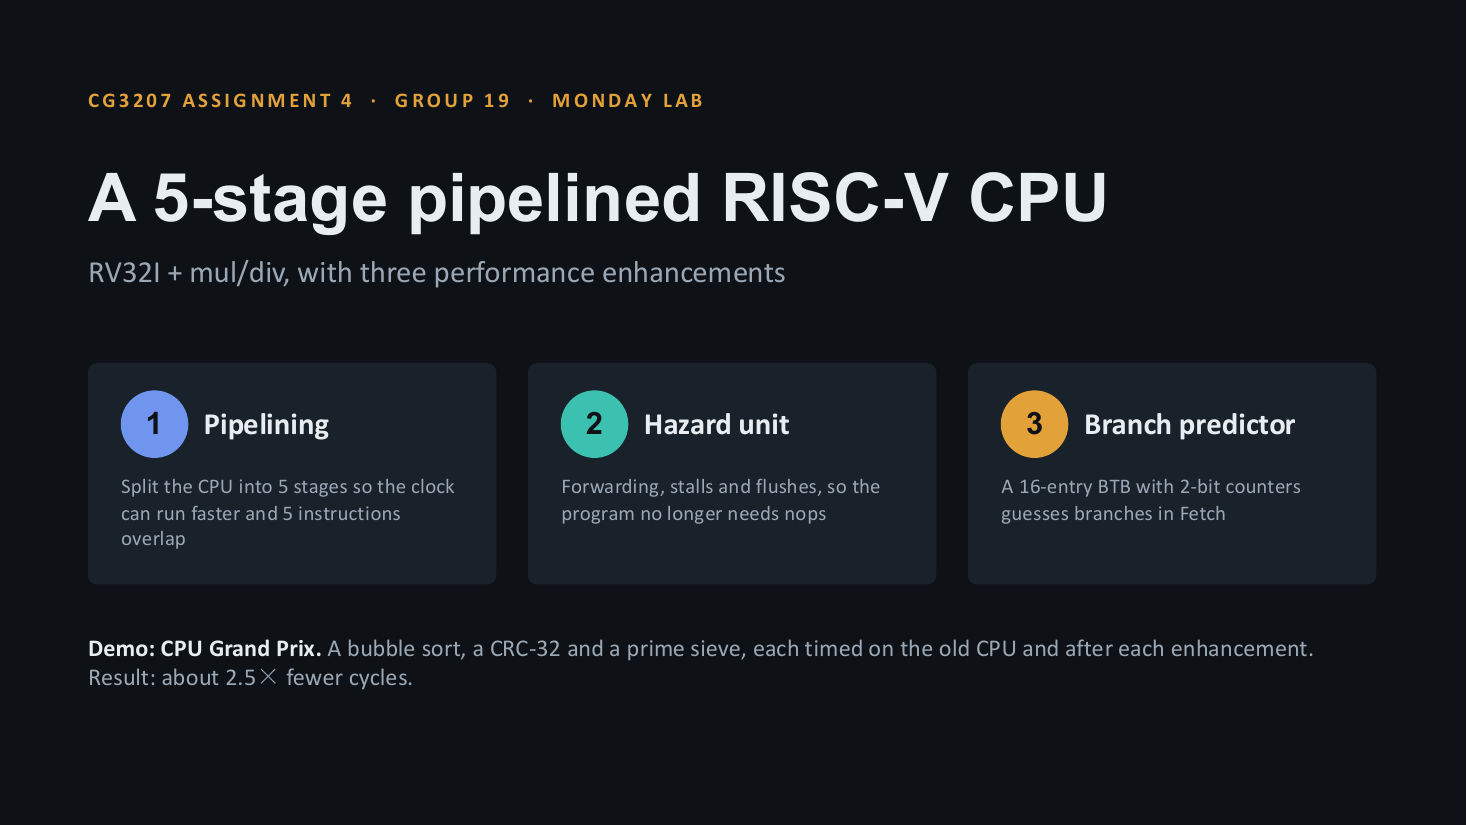 CG3207 ASSIGNMENT 4 · GROUP 19 · MONDAY LAB
A 5-stage pipelined RISC-V CPU
RV32I + mul/div, with three performance enhancements
1 Pipelining
Split the CPU into 5 stages so the clock
can run faster and 5 instructions
overlap
2 Hazard unit
Forwarding, stalls and flushes, so the
program no longer needs nops
3 Branch predictor
A 16-entry BTB with 2-bit counters
guesses branches in Fetch
Demo: CPU Grand Prix. A bubble sort, a CRC-32 and a prime sieve, each timed on the old CPU and after each enhancement.
Result: about 2.5× fewer cycles.